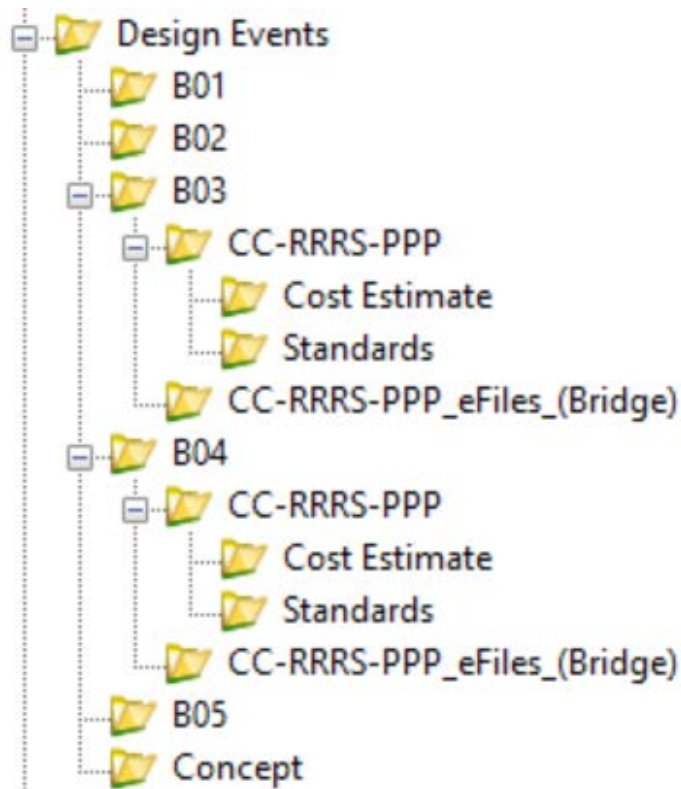 Design Events
B01
B02
B03
CC-RRRS-PPP
Cost Estimate
Standards
CC-RRRS-PPP_eFiles_(Bridge)
B04
CC-RRRS-PPP
Cost Estimate
Standards
CC-RRRS-PPP_eFiles_(Bridge)
B05
Concept